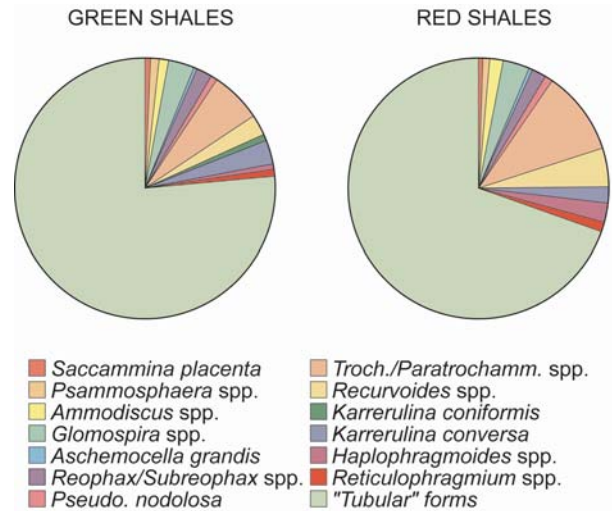 GREEN SHALES
RED SHALES
Saccammina placenta
Psammosphaera spp.
Ammodiscus spp.
Glomospira spp.
Aschemocella grandis
Reophax/Subreophax spp.
Pseudo. nodolosa
Troch./Paratrochamm. spp.
Recurvoides spp.
Karrerulina coniformis
Karrerulina conversa
Haplophragmoides spp.
Reticulophragmium spp.
"Tubular" forms